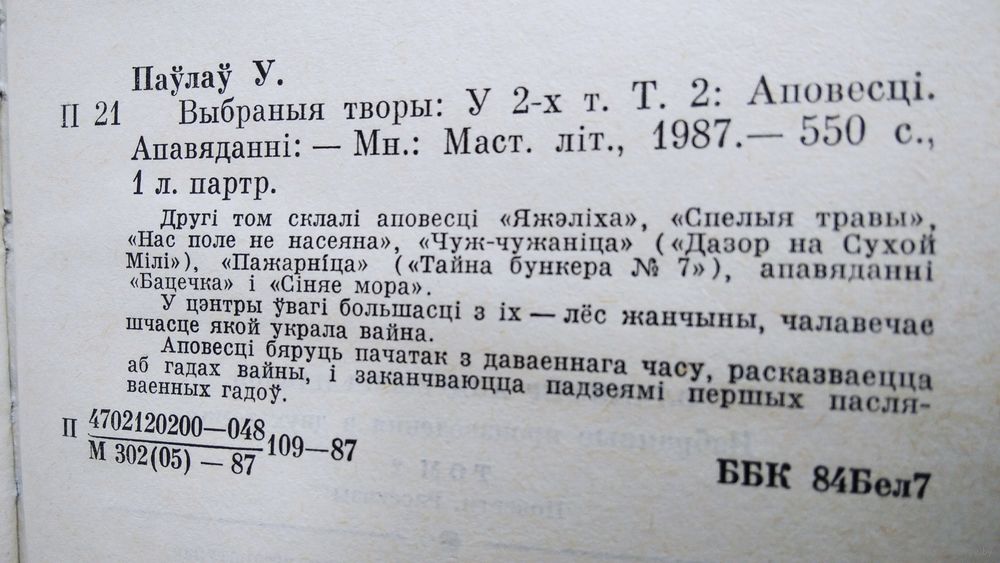 Паўлаў У.
П 21 Выбраныя творы: У 2-х т. Т. 2: Аповесці.
Апавяданні: — Мн.: Маст. літ., 1987.— 550 с.,
1 л. партр.
Другі том склалі аповесці «Яжэліха», «Спелыя травы»,
«Нас поле не насеяна», «Чуж-чужаніца» («Дазор на Сухой
Мілі»), «Пажарніца» («Тайна бункера № 7»), апавяданні
«Бацечка» і «Сіняе мора».
У цэнтры ўвагі большасці з іх — лёс жанчыны, чалавечае
шчасце якой украла вайна.
Аповесці бяруць пачатак з даваеннага часу, расказваецца
аб гадах вайны, і заканчваюцца падзеямі першых пасля-
ваенных гадоў.
П 4702120200—048 109—87
М 302(05) — 87
ББК 84Бел7